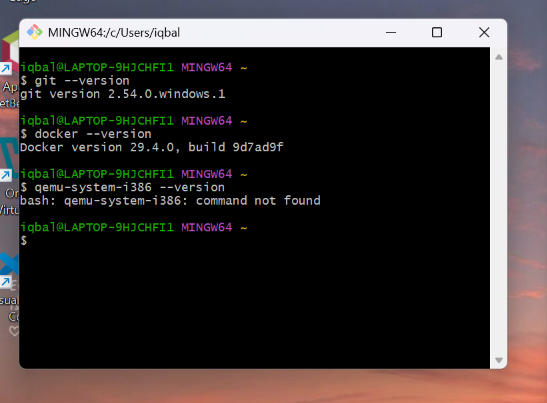 MINGW64:/c/Users/iqbal
iqbal@LAPTOP-9HJCHFI1 MINGW64 ~
$ git --version
git version 2.54.0.windows.1
iqbal@LAPTOP-9HJCHFI1 MINGW64 ~
$ docker --version
Docker version 29.4.0, build 9d7ad9f
iqbal@LAPTOP-9HJCHFI1 MINGW64 ~
$ qemu-system-i386 --version
bash: qemu-system-i386: command not found
iqbal@LAPTOP-9HJCHFI1 MINGW64 ~
$